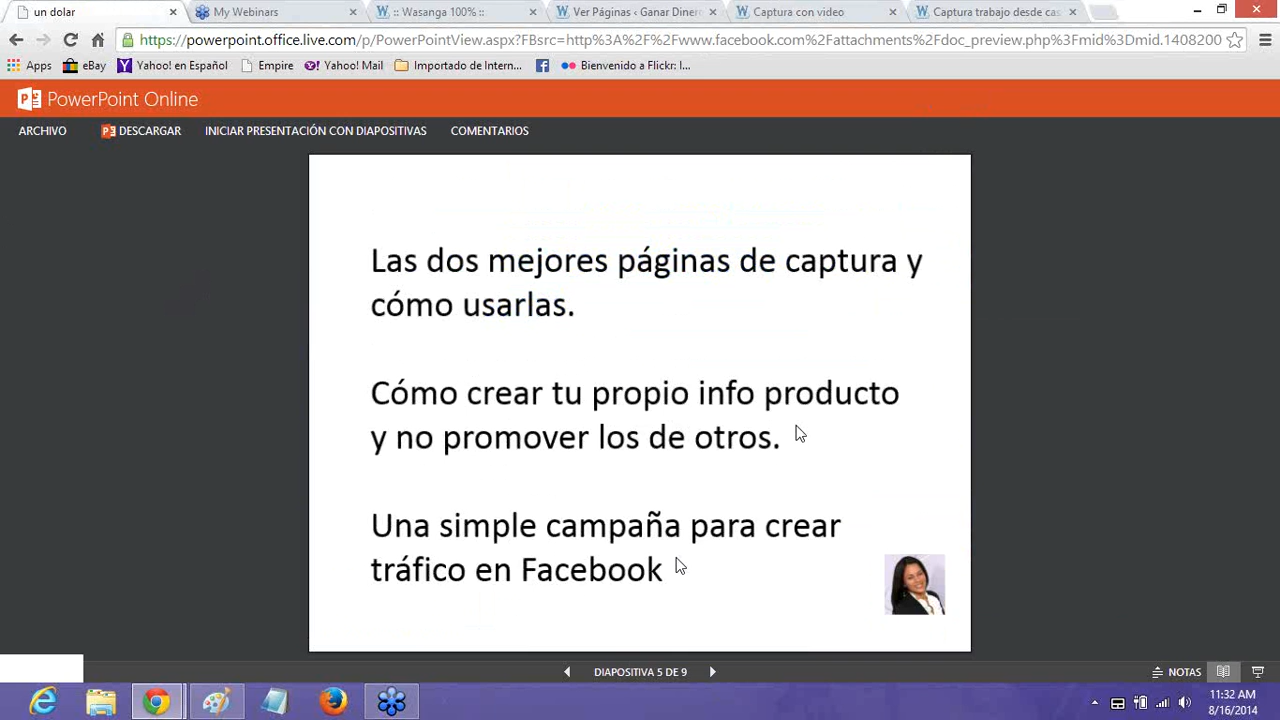 un dolar
My Webinars
:: Wasanga 100% ::
Ver Páginas ‹ Ganar Diner
Captura con video
Captura trabajo desde cas
https://powerpoint.office.live.com/p/PowerPointView.aspx?FBsrc=http%3A%2F%2Fwww.facebook.com%2Fattachments%2Fdoc_preview.php%3Fmid%3Dmid.1408200
Apps
eBay
Yahoo! en Español
Empire
Yahoo! Mail
Importado de Intern...
Bienvenido a Flickr: l...
PowerPoint Online
ARCHIVO
DESCARGAR
INICIAR PRESENTACIÓN CON DIAPOSITIVAS
COMENTARIOS
Las dos mejores páginas de captura y
cómo usarlas.
Cómo crear tu propio info producto
y no promover los de otros.
Una simple campaña para crear
tráfico en Facebook
DIAPOSITIVA 5 DE 9
NOTAS
11:32 AM
8/16/2014